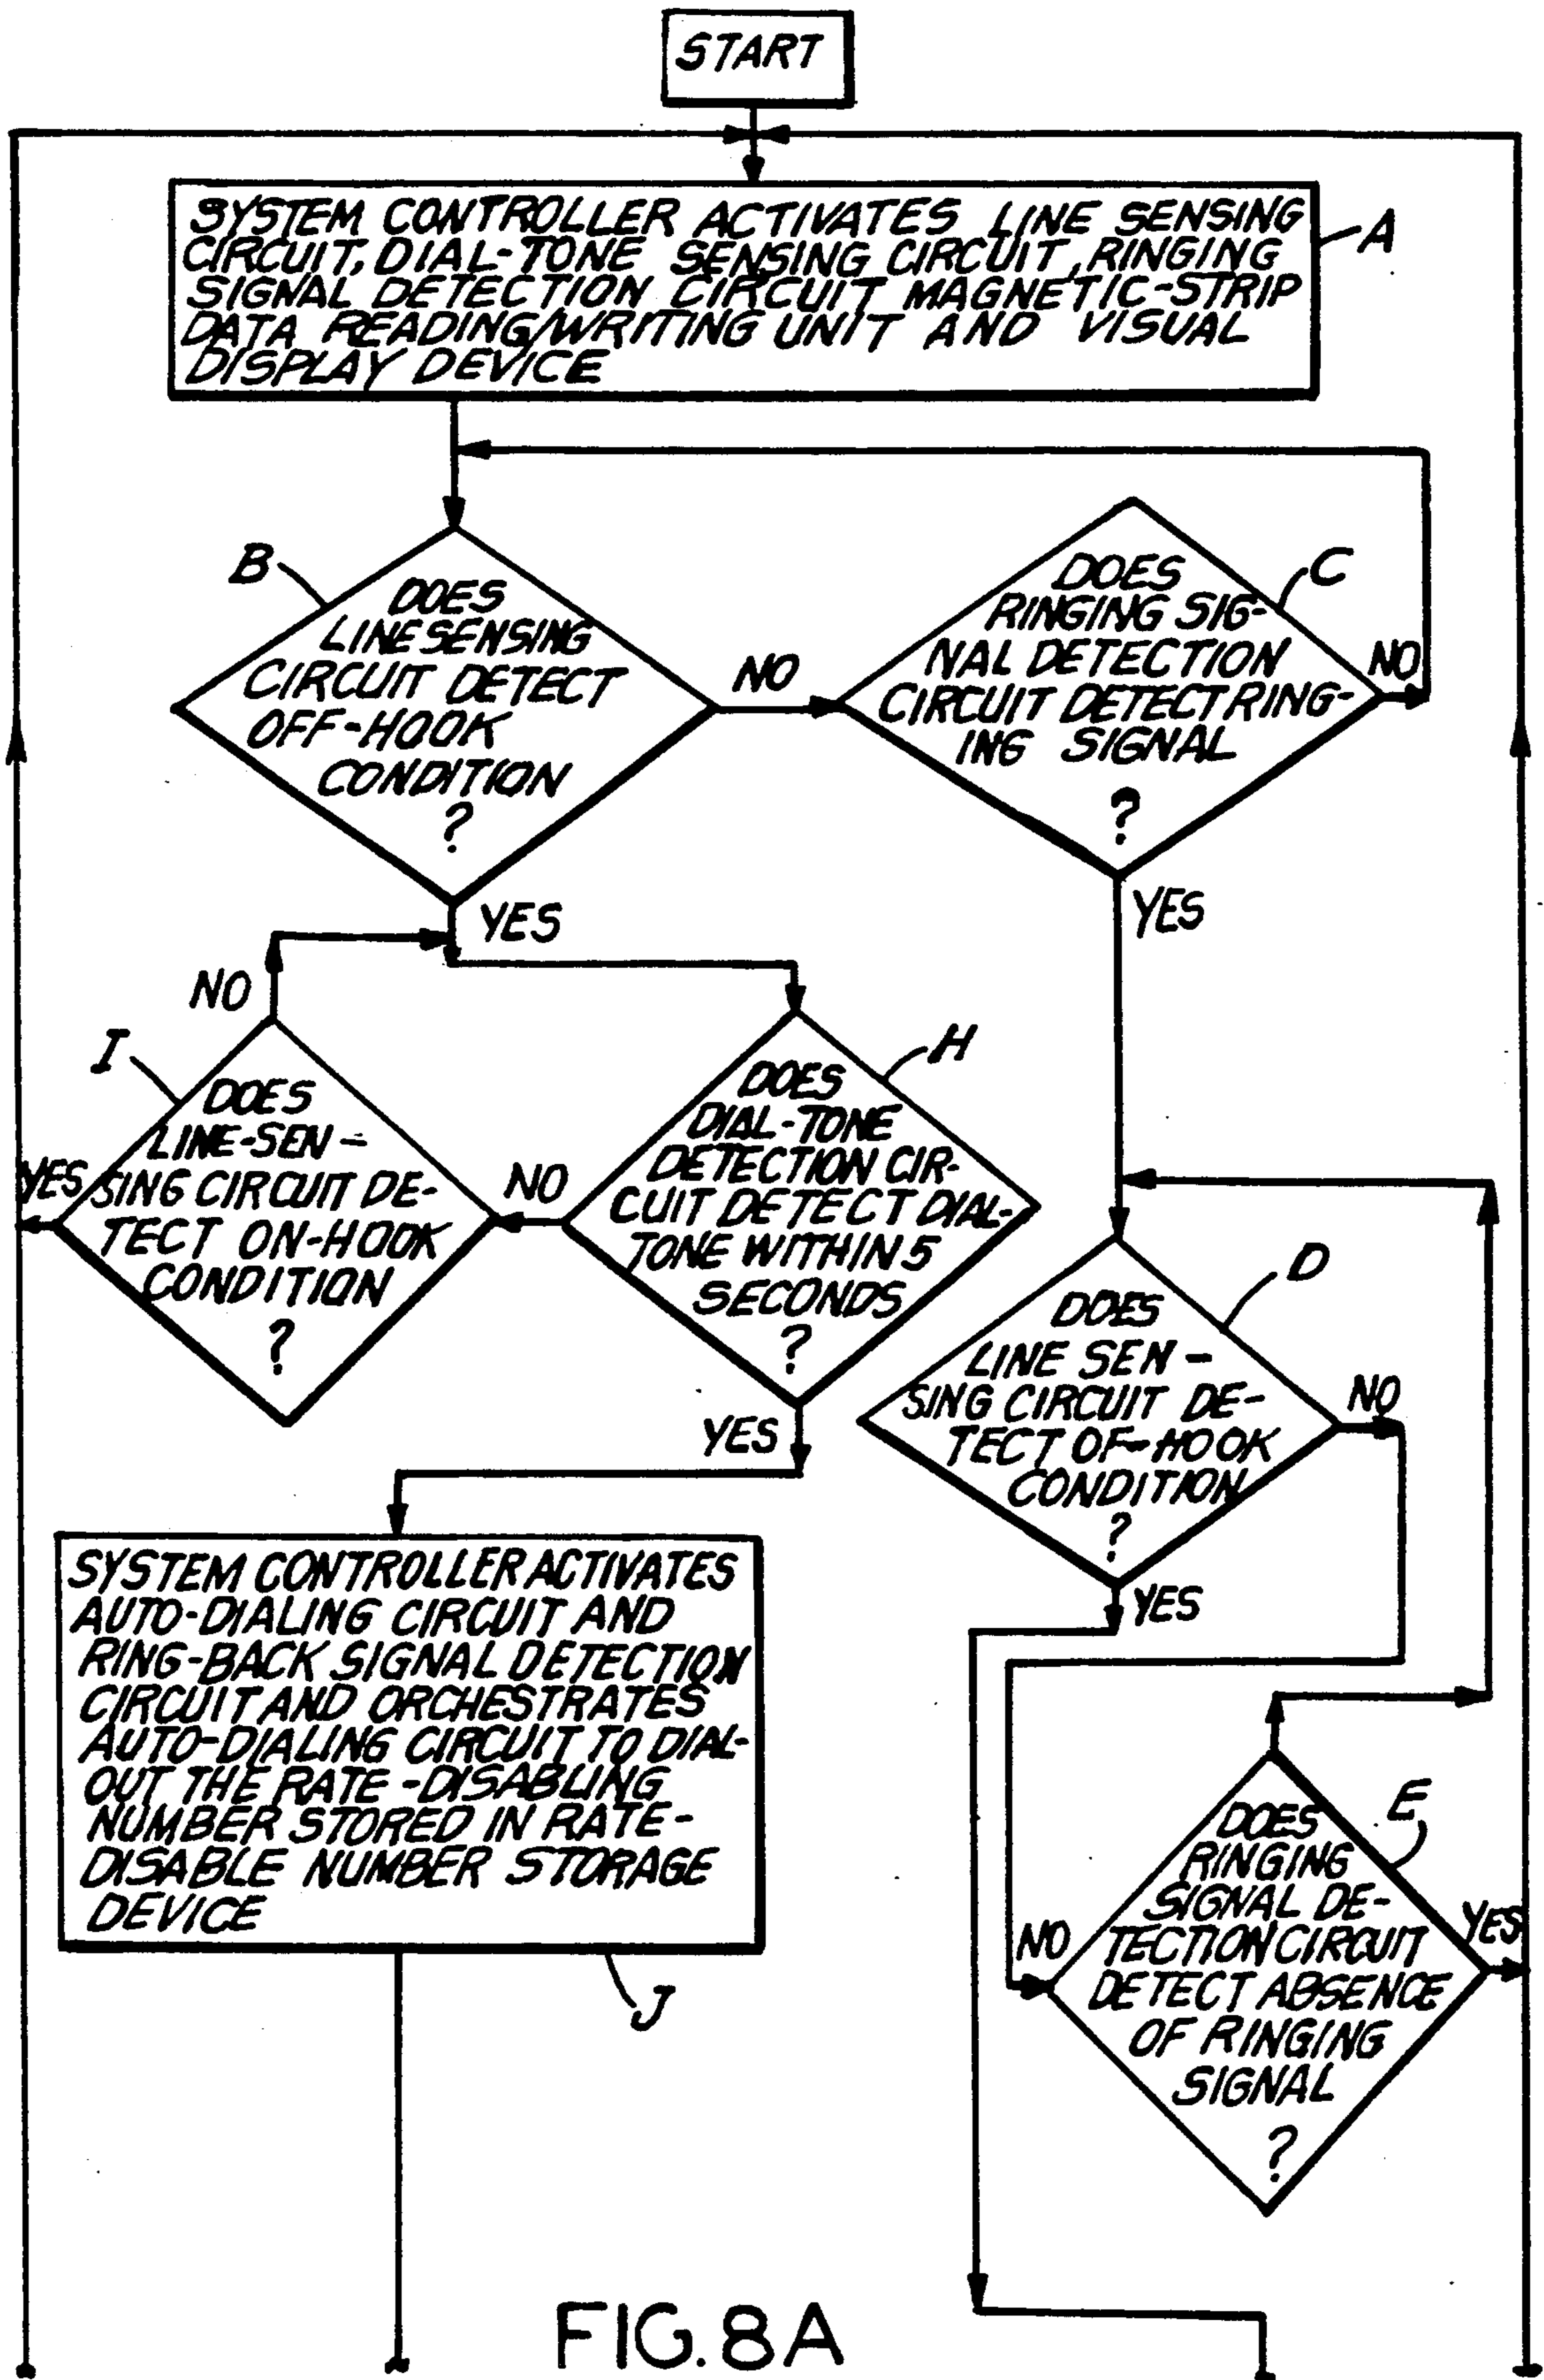 START
SYSTEM CONTROLLER ACTIVATES LINE SENSING
CIRCUIT, DIAL-TONE SENSING CIRCUIT, RINGING
SIGNAL DETECTION CIRCUIT MAGNETIC-STRIP
DATA READING/WRITING UNIT AND VISUAL
DISPLAY DEVICE
A
B
DOES
LINE SENSING
CIRCUIT DETECT
OFF-HOOK
CONDITION
?
NO
YES
C
DOES
RINGING SIG-
NAL DETECTION
CIRCUIT DETECT RING-
ING SIGNAL
?
NO
YES
I
NO
DOES
LINE-SEN-
SING CIRCUIT DE-
TECT ON-HOOK
CONDITION
?
YES
H
DOES
DIAL-TONE
DETECTION CIR-
CUIT DETECT DIAL-
TONE WITHIN 5
SECONDS
?
NO
YES
D
DOES
LINE SEN-
SING CIRCUIT DE-
TECT OF-HOOK
CONDITION
?
NO
YES
SYSTEM CONTROLLER ACTIVATES
AUTO-DIALING CIRCUIT AND
RING-BACK SIGNAL DETECTION
CIRCUIT AND ORCHESTRATES
AUTO-DIALING CIRCUIT TO DIAL-
OUT THE RATE-DISABLING
NUMBER STORED IN RATE-
DISABLE NUMBER STORAGE
DEVICE
J
E
DOES
RINGING
SIGNAL DE-
TECTION CIRCUIT
DETECT ABSENCE
OF RINGING
SIGNAL
?
NO
YES
FIG. 8A